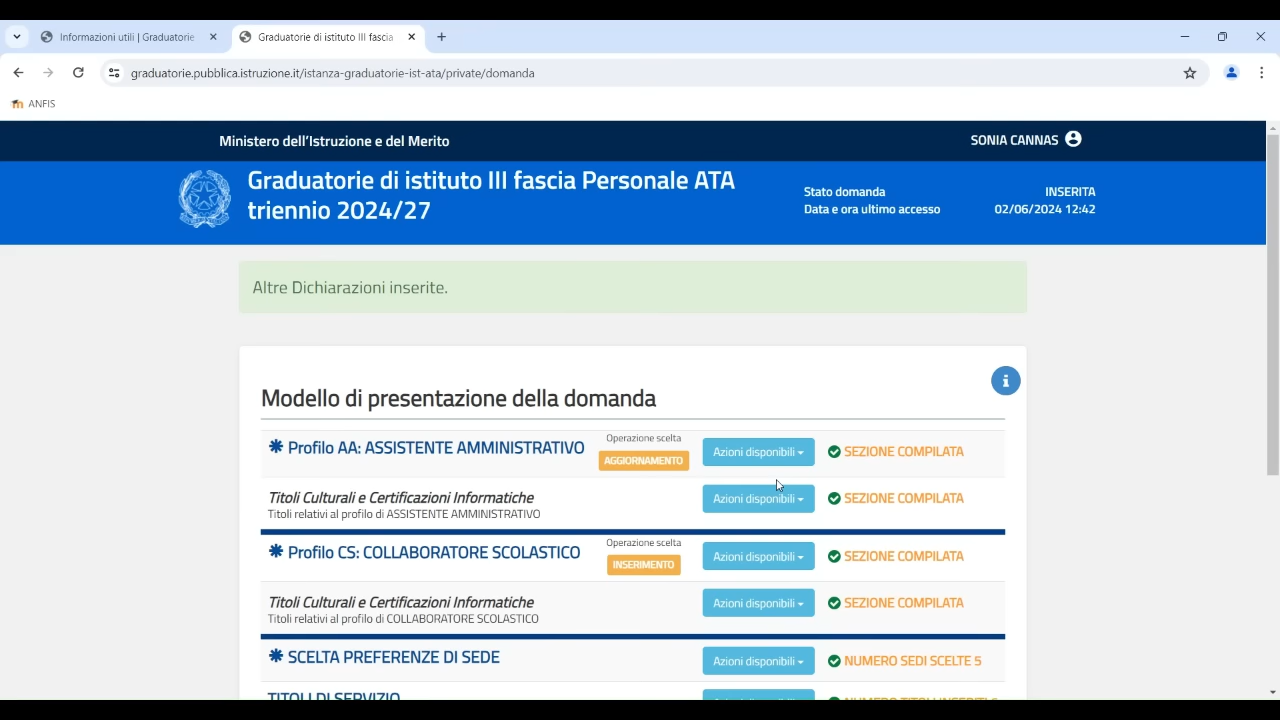 Informazioni utili | Graduatorie
Graduatorie di istituto III fascia
graduatorie.pubblica.istruzione.it/istanza-graduatorie-ist-ata/private/domanda
ANFIS
Ministero dell'Istruzione e del Merito
SONIA CANNAS
Graduatorie di istituto III fascia Personale ATA
triennio 2024/27
Stato domanda INSERITA
Data e ora ultimo accesso 02/06/2024 12:42
Altre Dichiarazioni inserite.
Modello di presentazione della domanda
Profilo AA: ASSISTENTE AMMINISTRATIVO
Operazione scelta
AGGIORNAMENTO
Azioni disponibili
SEZIONE COMPILATA
Titoli Culturali e Certificazioni Informatiche
Titoli relativi al profilo di ASSISTENTE AMMINISTRATIVO
Azioni disponibili
SEZIONE COMPILATA
Profilo CS: COLLABORATORE SCOLASTICO
Operazione scelta
INSERIMENTO
Azioni disponibili
SEZIONE COMPILATA
Titoli Culturali e Certificazioni Informatiche
Titoli relativi al profilo di COLLABORATORE SCOLASTICO
Azioni disponibili
SEZIONE COMPILATA
SCELTA PREFERENZE DI SEDE
Azioni disponibili
NUMERO SEDI SCELTE 5
TITOLI DI SERVIZIO